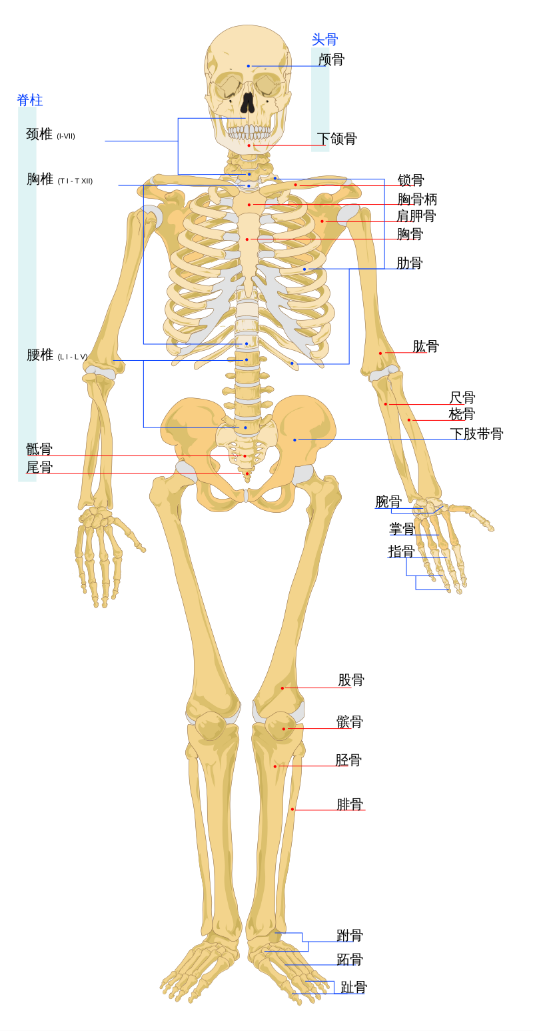 头骨
颅骨
脊柱
颈椎 (I-VII)
下颌骨
胸椎 (T I - T XII)
锁骨
胸骨柄
肩胛骨
胸骨
肋骨
肱骨
腰椎 (L I - L V)
尺骨
桡骨
下肢带骨
骶骨
尾骨
腕骨
掌骨
指骨
股骨
髌骨
胫骨
腓骨
跗骨
跖骨
趾骨